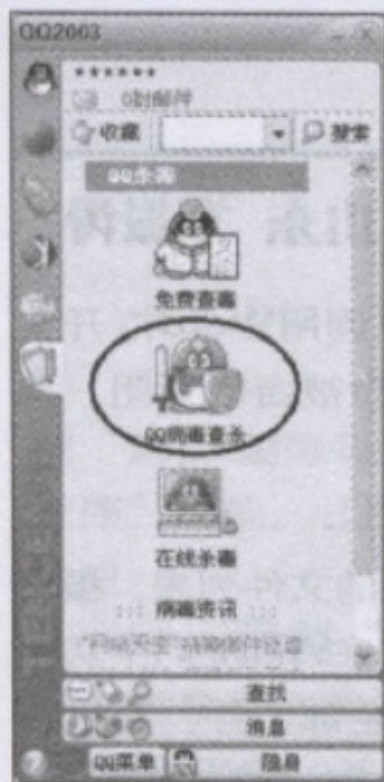 QQ2003
******
0封邮件
收藏 搜索
QQ杀毒
免费查毒
QQ病毒查杀
在线杀毒
::: 病毒资讯 :::
TENCENT
查找
消息
QQ菜单 隐身